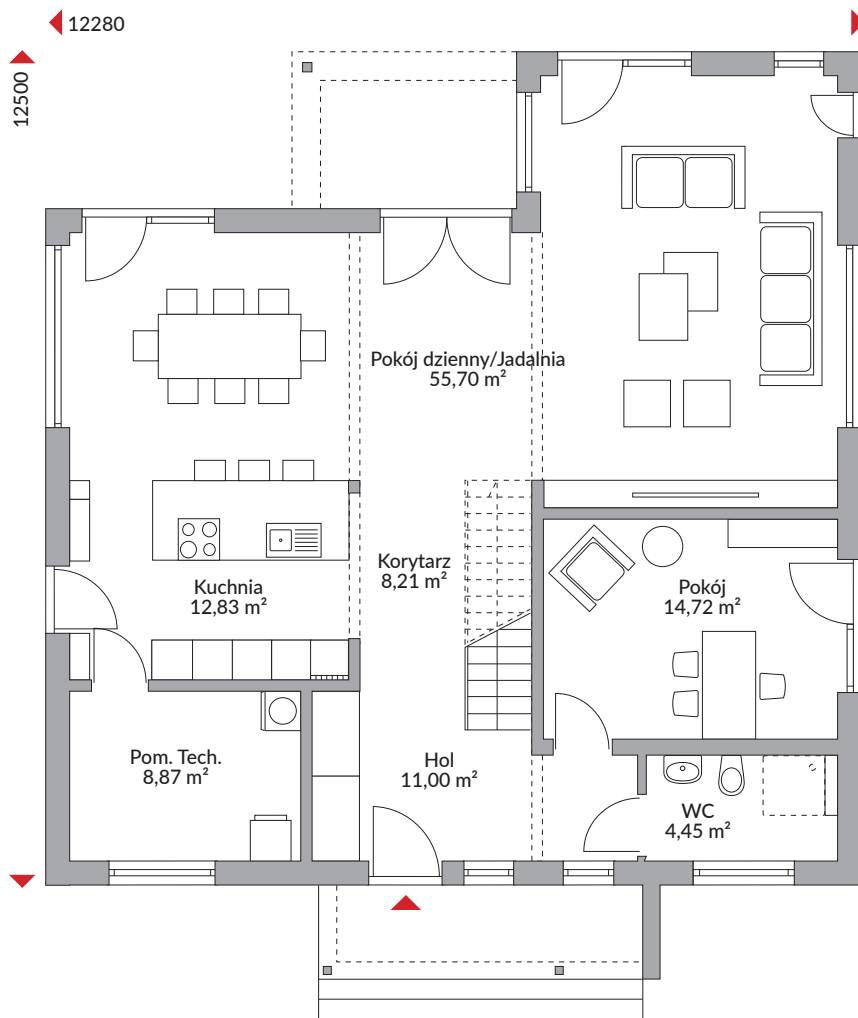 12280
12500
Pokój dzienny/Jadalnia
55,70 m²
Korytarz
8,21 m²
Kuchnia
12,83 m²
Pokój
14,72 m²
Pom. Tech.
8,87 m²
Hol
11,00 m²
WC
4,45 m²